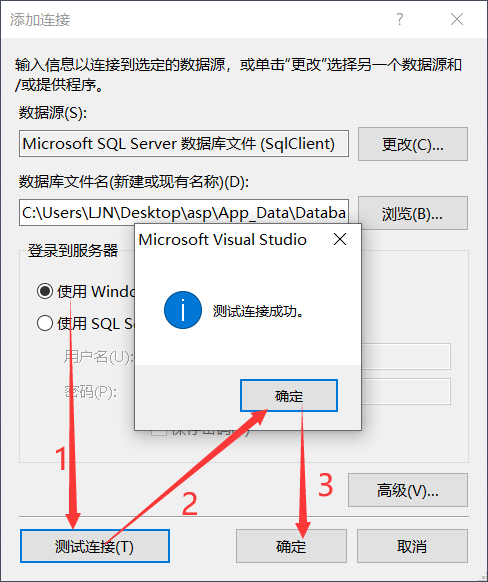 添加连接
输入信息以连接到选定的数据源，或单击“更改”选择另一个数据源和
/或提供程序。
数据源(S):
Microsoft SQL Server 数据库文件 (SqlClient)
更改(C)...
数据库文件名(新建或现有名称)(D):
C:\Users\LJN\Desktop\asp\App_Data\Databa
浏览(B)...
登录到服务器
Microsoft Visual Studio
使用 Windo
测试连接成功。
使用 SQL Se
用户名(U):
密码(P):
确定
1
2
3
高级(V)...
测试连接(T)
确定
取消